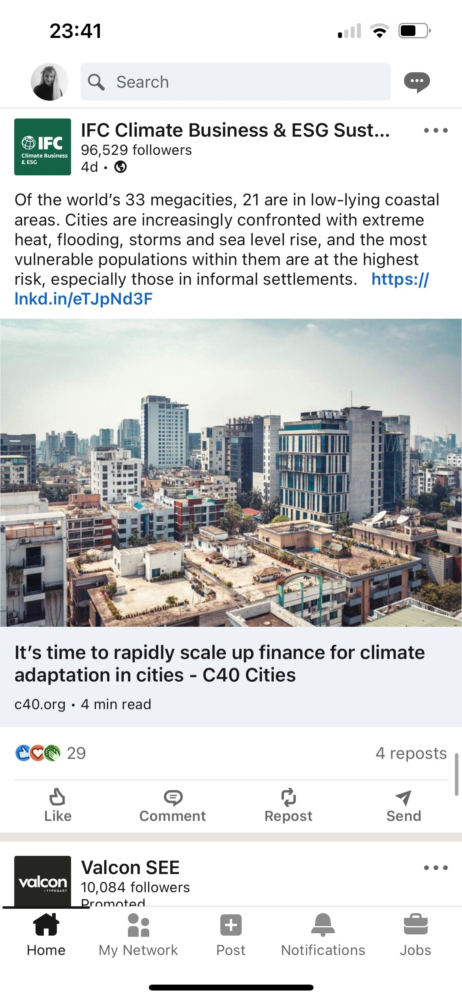 23:41
Search
IFC
Climate Business
& ESG
IFC Climate Business & ESG Sust...
96,529 followers
4d •
Of the world's 33 megacities, 21 are in low-lying coastal
areas. Cities are increasingly confronted with extreme
heat, flooding, storms and sea level rise, and the most
vulnerable populations within them are at the highest
risk, especially those in informal settlements. https://
lnkd.in/eTJpNd3F
It's time to rapidly scale up finance for climate
adaptation in cities - C40 Cities
c40.org • 4 min read
29
4 reposts
Like
Comment
Repost
Send
valcon
-TYPEQAST
Valcon SEE
10,084 followers
Promoted
Home
My Network
Post
Notifications
Jobs